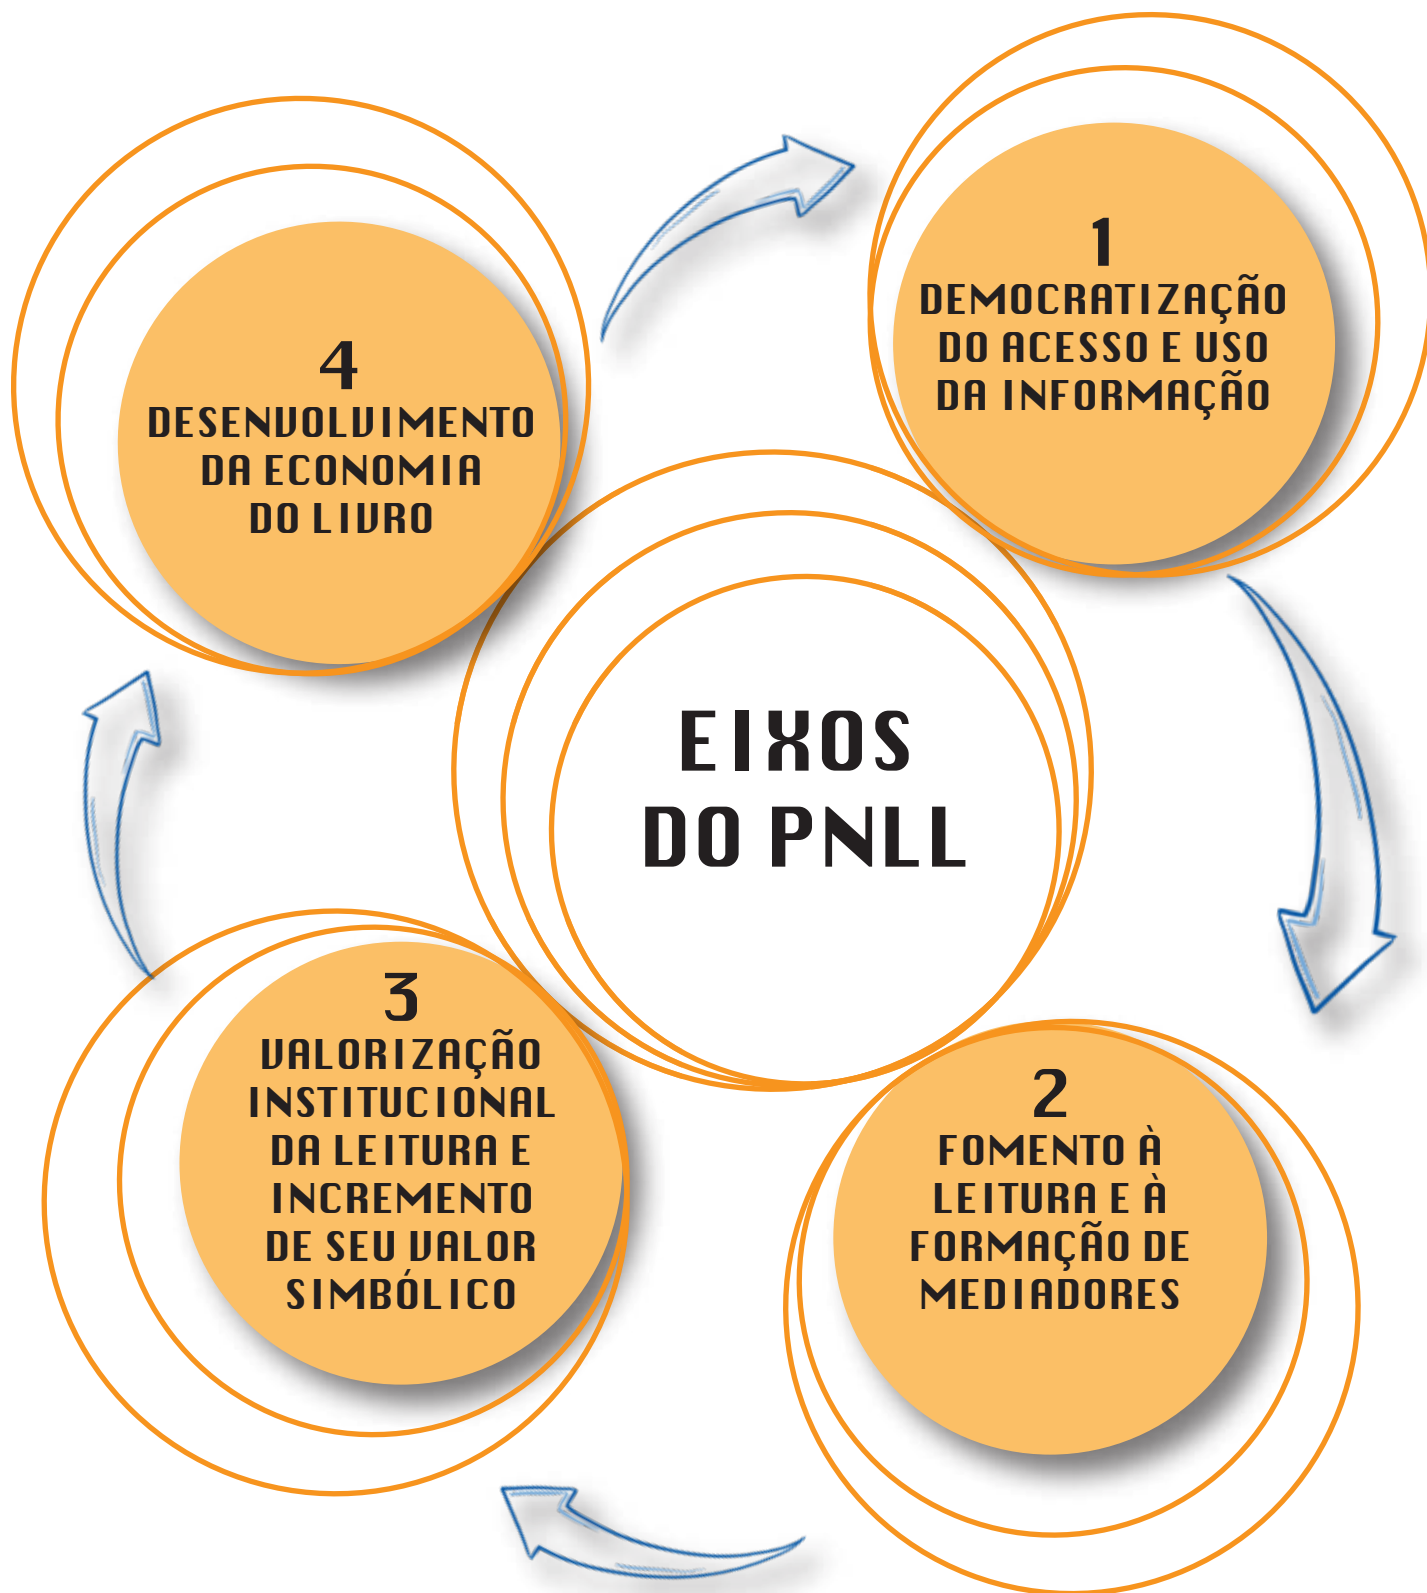 EIXOS
DO PNLL
1
DEMOCRATIZAÇÃO
DO ACESSO E USO
DA INFORMAÇÃO
2
FOMENTO À
LEITURA E À
FORMAÇÃO DE
MEDIADORES
3
VALORIZAÇÃO
INSTITUCIONAL
DA LEITURA E
INCREMENTO
DE SEU VALOR
SIMBÓLICO
4
DESENVOLVIMENTO
DA ECONOMIA
DO LIVRO